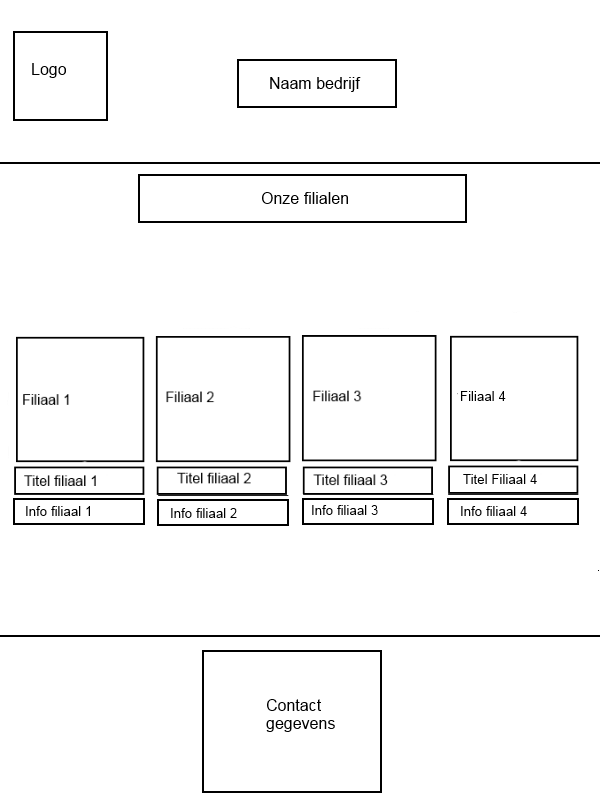 Logo
Naam bedrijf
Onze filialen
Filiaal 1
Filiaal 2
Filiaal 3
Filiaal 4
Titel filiaal 1
Titel filiaal 2
Titel filiaal 3
Titel Filiaal 4
Info filiaal 1
Info filiaal 2
Info filiaal 3
Info filiaal 4
Contact
gegevens